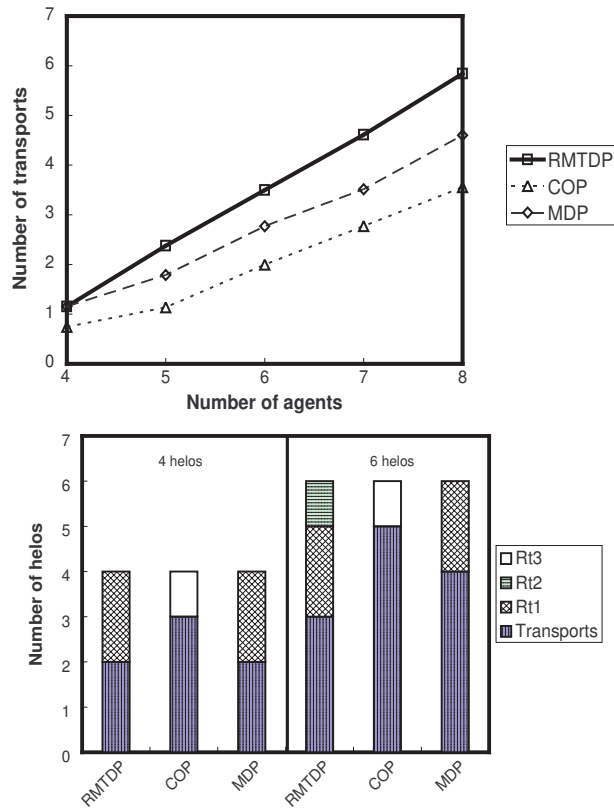 7
6
5
4
3
2
1
0
Number of transports
4 5 6 7 8
Number of agents
RMTDP
COP
MDP
7
6
5
4
3
2
1
0
Number of helos
4 helos 6 helos
RMTDP COP MDP RMTDP COP MDP
Rt3
Rt2
Rt1
Transports